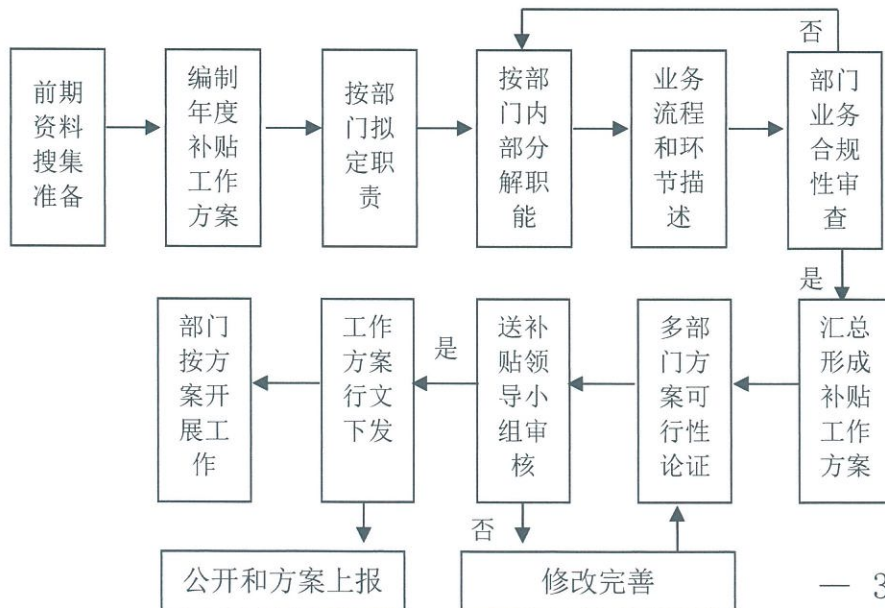 否
前期
资料
搜集
准备
编制
年度
补贴
工作
方案
按部
门拟
定职
责
按部
门内
部分
解职
能
业务
流程
和环
节描
述
部门
业务
合规
性审
查
是
部门
按方
案开
展工
作
工作
方案
行文
下发
是
送补
贴领
导小
组审
核
多部
门方
案可
行性
论证
汇总
形成
补贴
工作
方案
否
公开和方案上报
修改完善
— 3